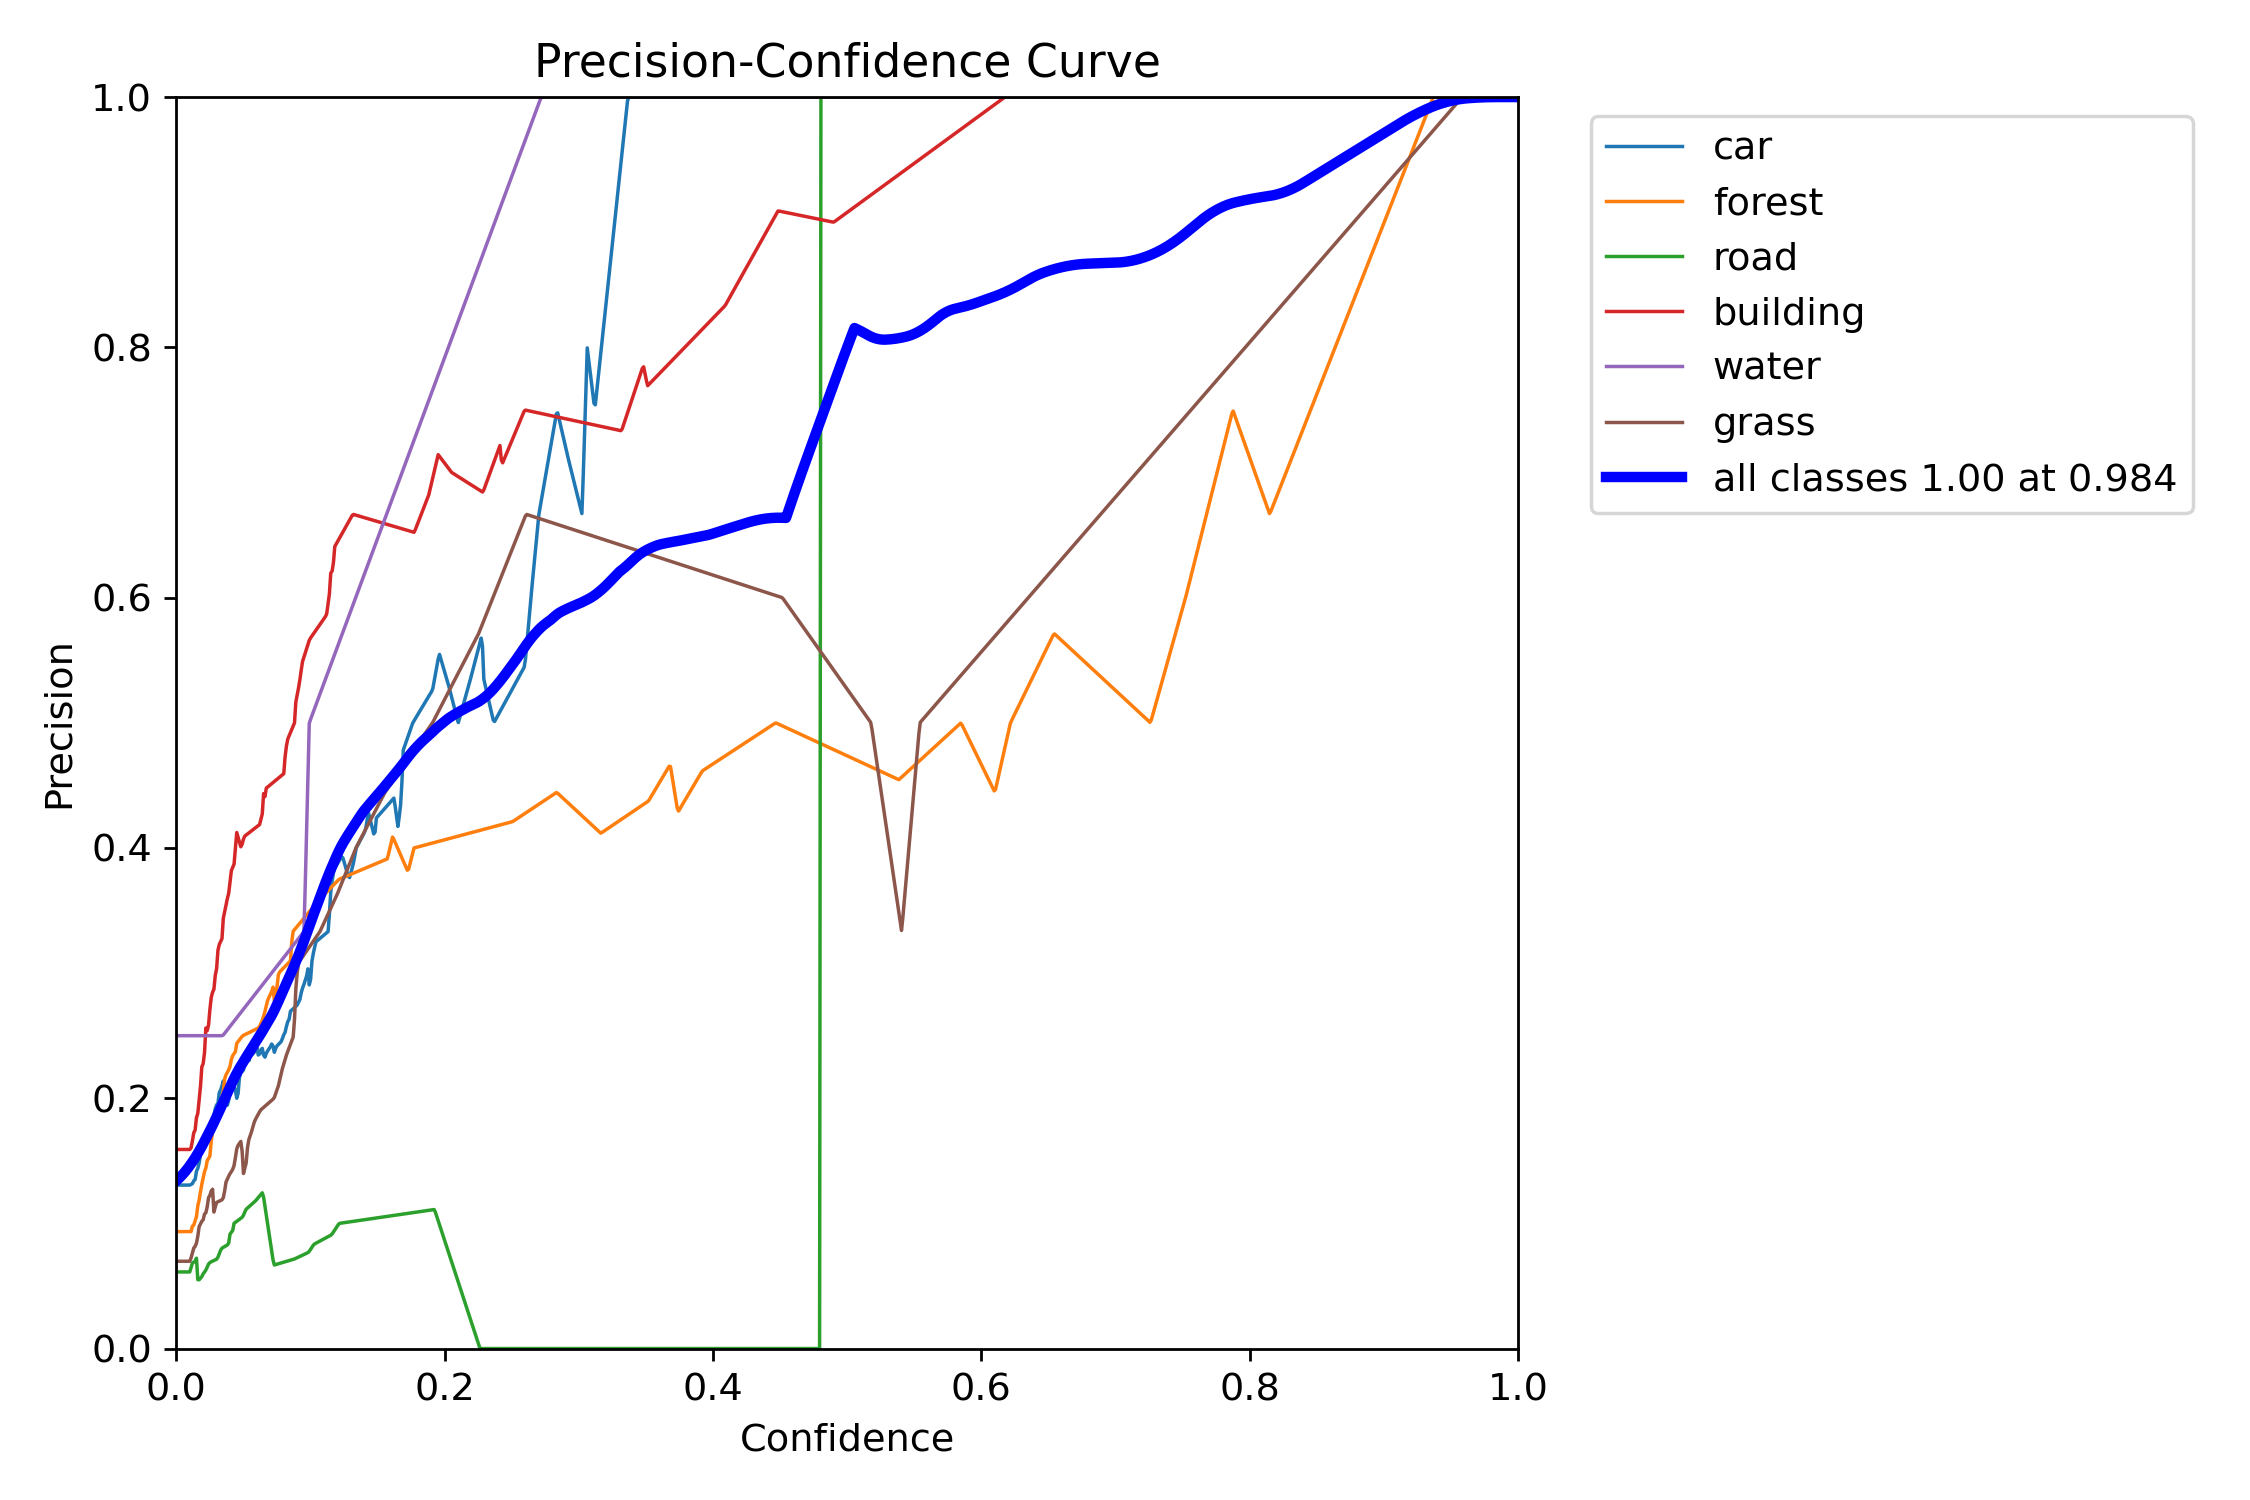 Precision-Confidence Curve
1.0
0.8
0.6
0.4
0.2
0.0
Precision
0.0 0.2 0.4 0.6 0.8 1.0
Confidence
car
forest
road
building
water
grass
all classes 1.00 at 0.984